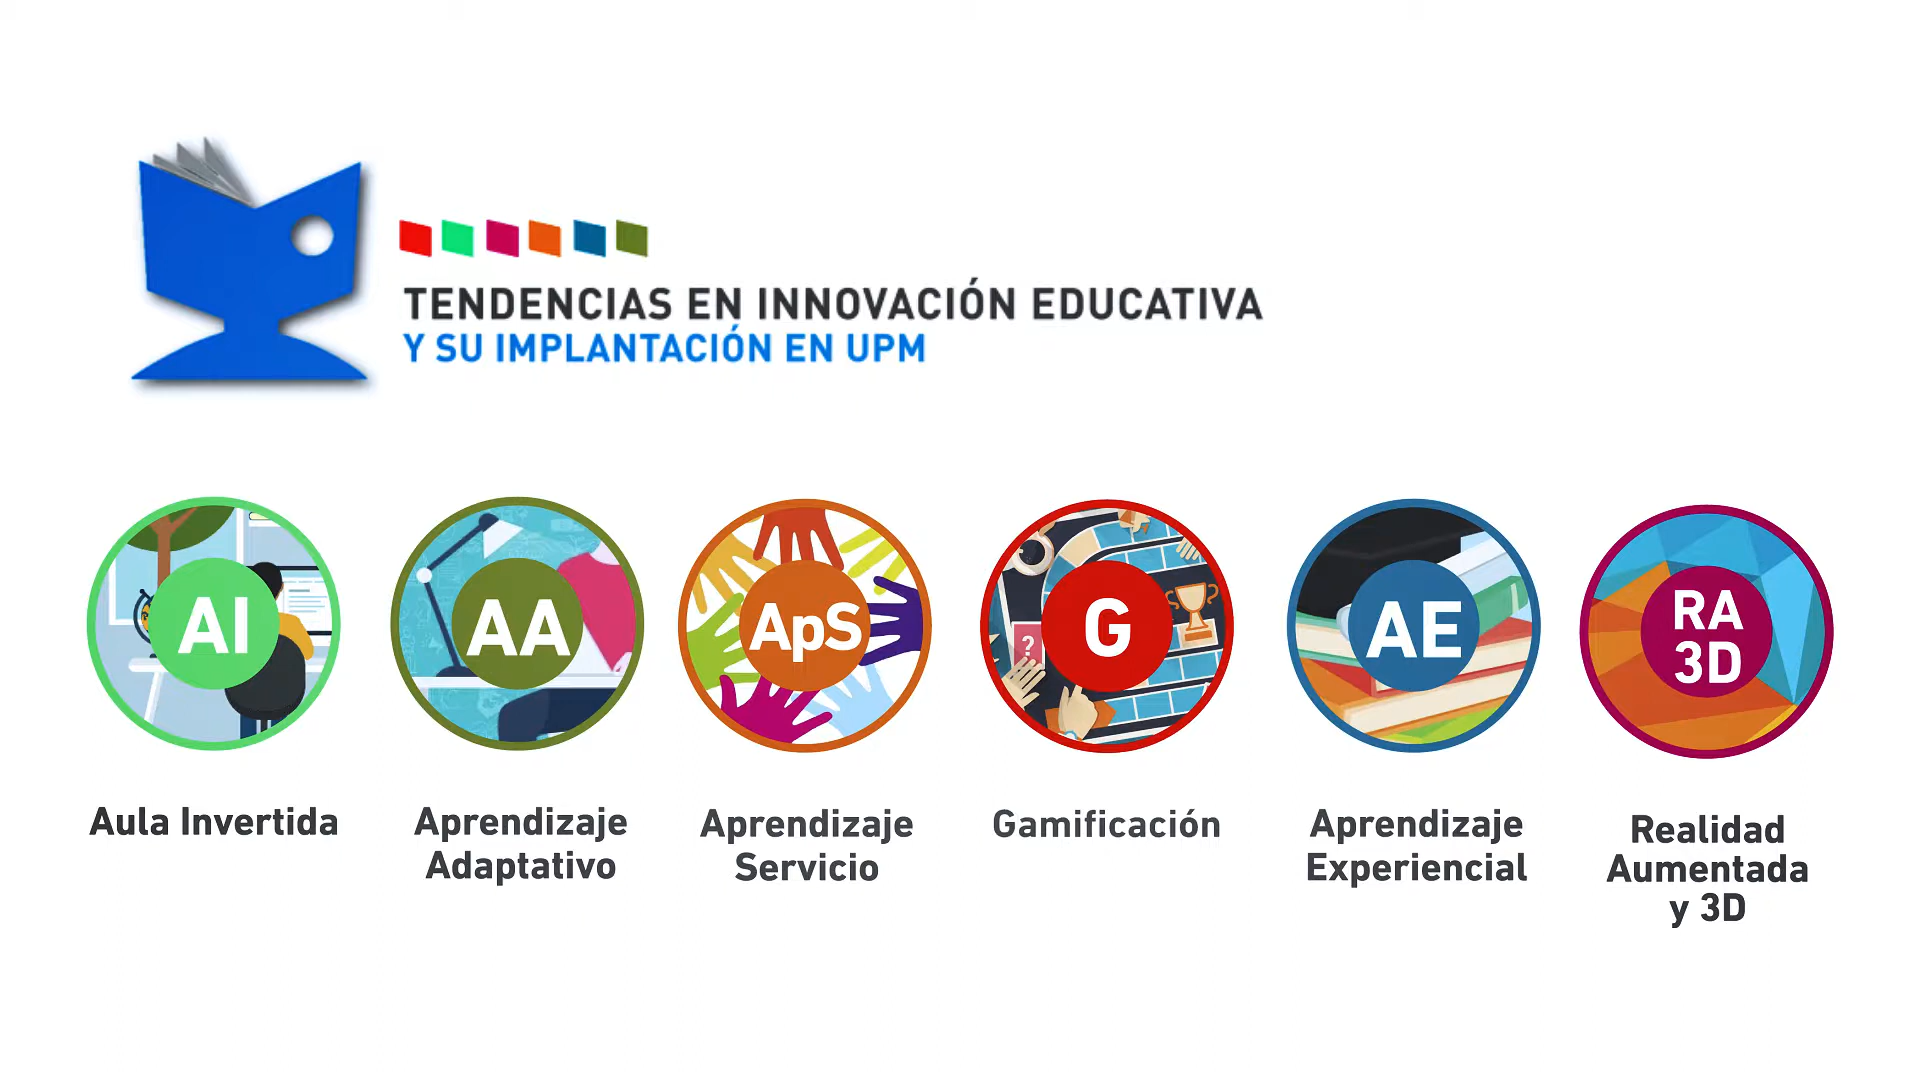 TENDENCIAS EN INNOVACIÓN EDUCATIVA
Y SU IMPLANTACIÓN EN UPM
AI
AA
ApS
G
?
AE
RA
3D
Aula Invertida
Aprendizaje
Adaptativo
Aprendizaje
Servicio
Gamificación
Aprendizaje
Experiencial
Realidad
Aumentada
y 3D